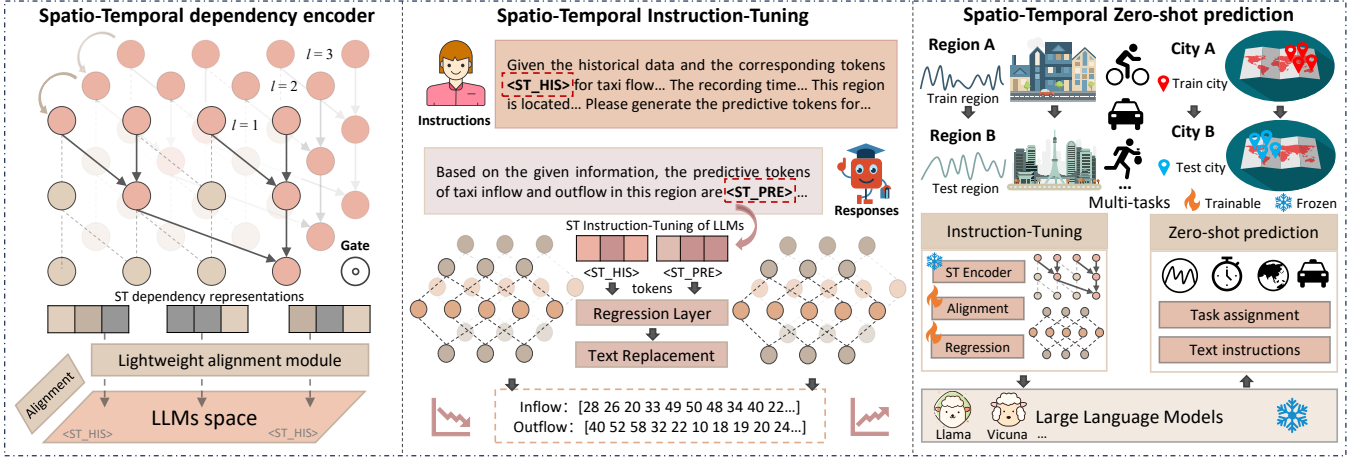 Spatio-Temporal dependency encoder
l = 3
l = 2
l = 1
Gate
ST dependency representations
Lightweight alignment module
Alignment
LLMs space
<ST_HIS>
<ST_HIS>
Spatio-Temporal Instruction-Tuning
Given the historical data and the corresponding tokens
<ST_HIS> for taxi flow... The recording time... This region
is located... Please generate the predictive tokens for...
Instructions
Based on the given information, the predictive tokens
of taxi inflow and outflow in this region are <ST_PRE>...
Responses
ST Instruction-Tuning of LLMs
<ST_HIS>
<ST_PRE>
tokens
Regression Layer
Text Replacement
Inflow: [28 26 20 33 49 50 48 34 40 22...]
Outflow: [40 52 58 32 22 10 18 19 20 24...]
Spatio-Temporal Zero-shot prediction
Region A
Train region
Region B
Test region
City A
Train city
City B
Test city
...
Multi-tasks
Trainable
Frozen
Instruction-Tuning
ST Encoder
Alignment
Regression
Zero-shot prediction
Task assignment
Text instructions
Large Language Models
Llama
Vicuna
...